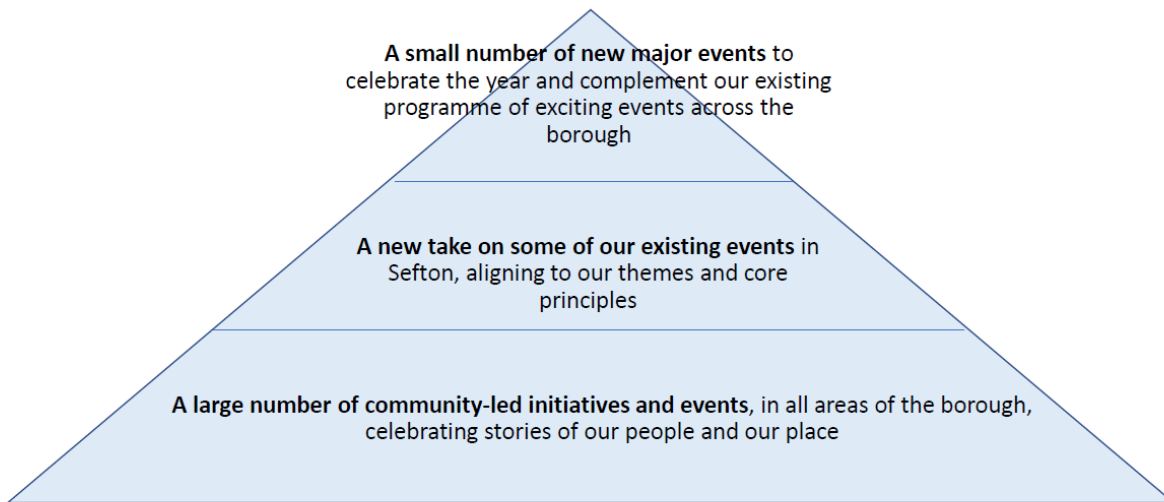 A small number of new major events to
celebrate the year and complement our existing
programme of exciting events across the
borough
A new take on some of our existing events in
Sefton, aligning to our themes and core
principles
A large number of community-led initiatives and events, in all areas of the borough,
celebrating stories of our people and our place